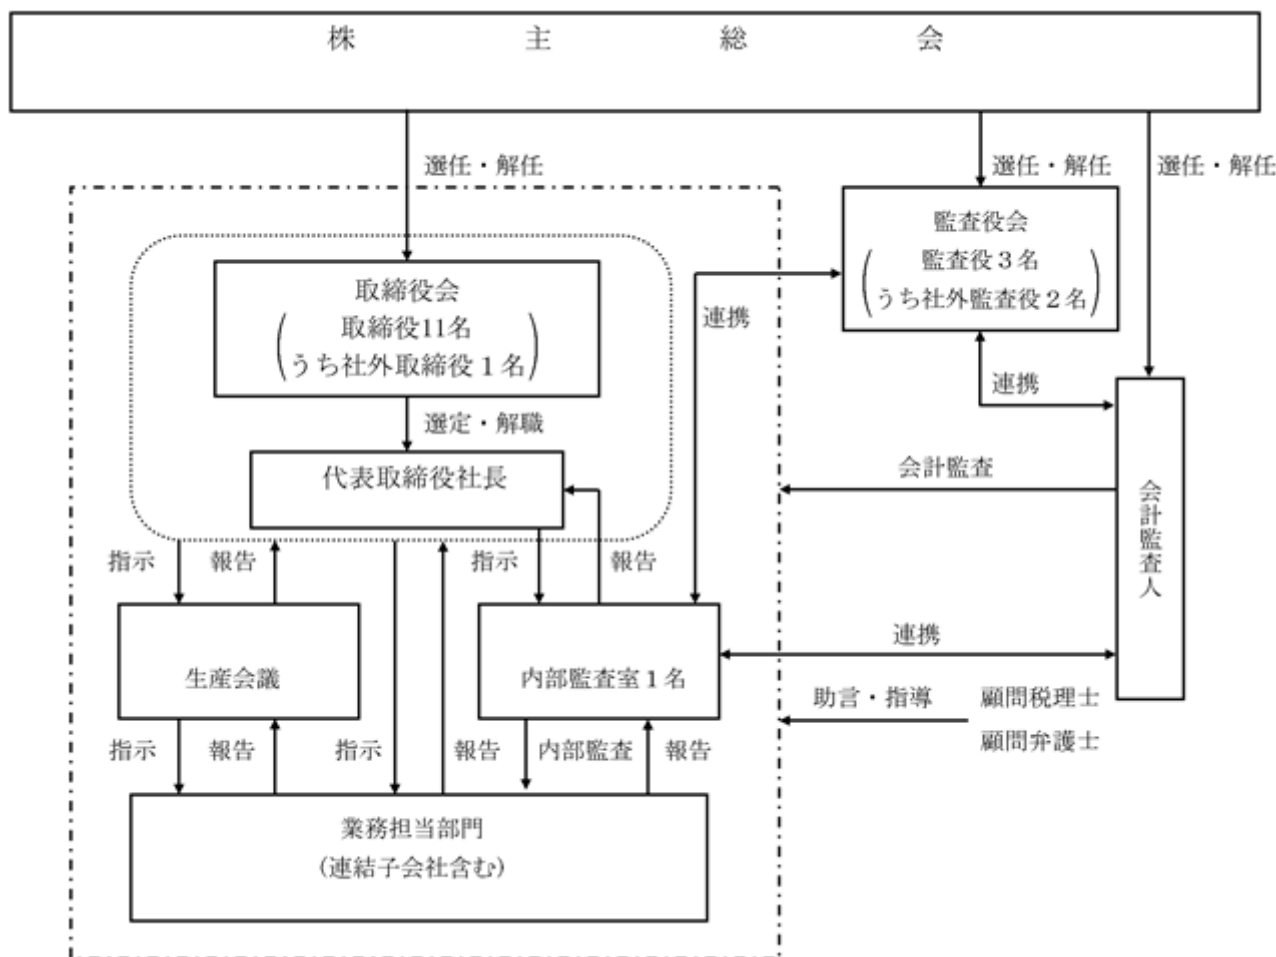 株主総会
選任・解任
選任・解任
選任・解任
監査役会
監査役３名
うち社外監査役２名
取締役会
取締役11名
うち社外取締役１名
連携
連携
選定・解職
代表取締役社長
会計監査
会計監査人
指示
報告
指示
報告
連携
生産会議
内部監査室１名
助言・指導
顧問税理士
顧問弁護士
指示
報告
指示
報告
内部監査
報告
業務担当部門
(連結子会社含む)